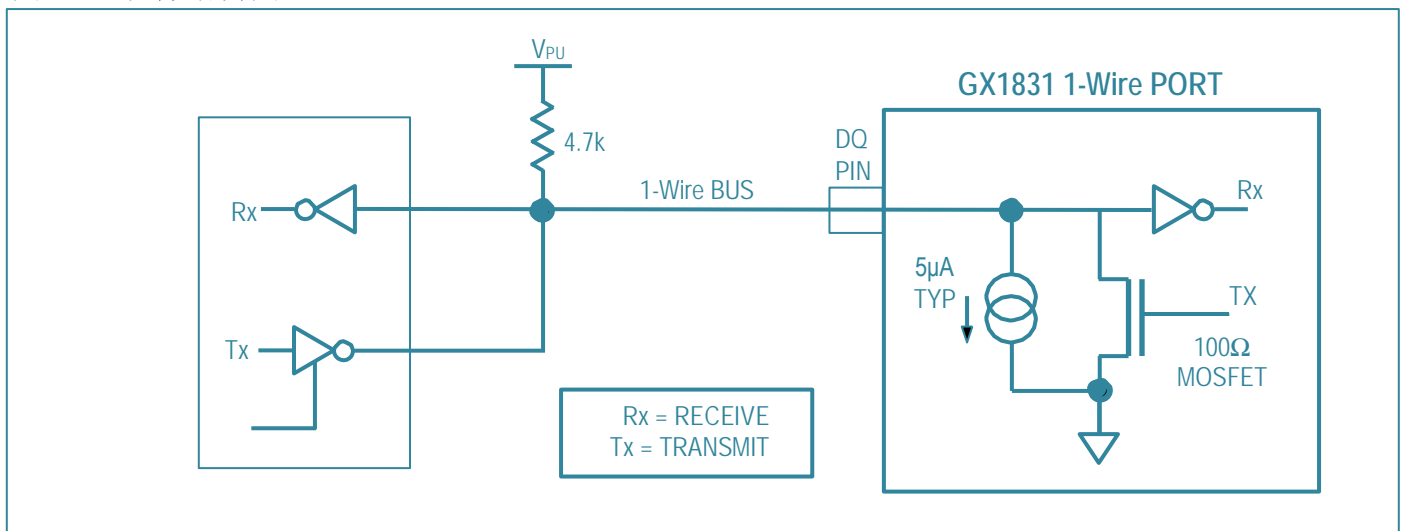 V_PU
4.7k
GX1831 1-Wire PORT
DQ
PIN
1-Wire BUS
Rx
Rx
5µA
TYP
TX
100Ω
MOSFET
Tx
Rx = RECEIVE
Tx = TRANSMIT